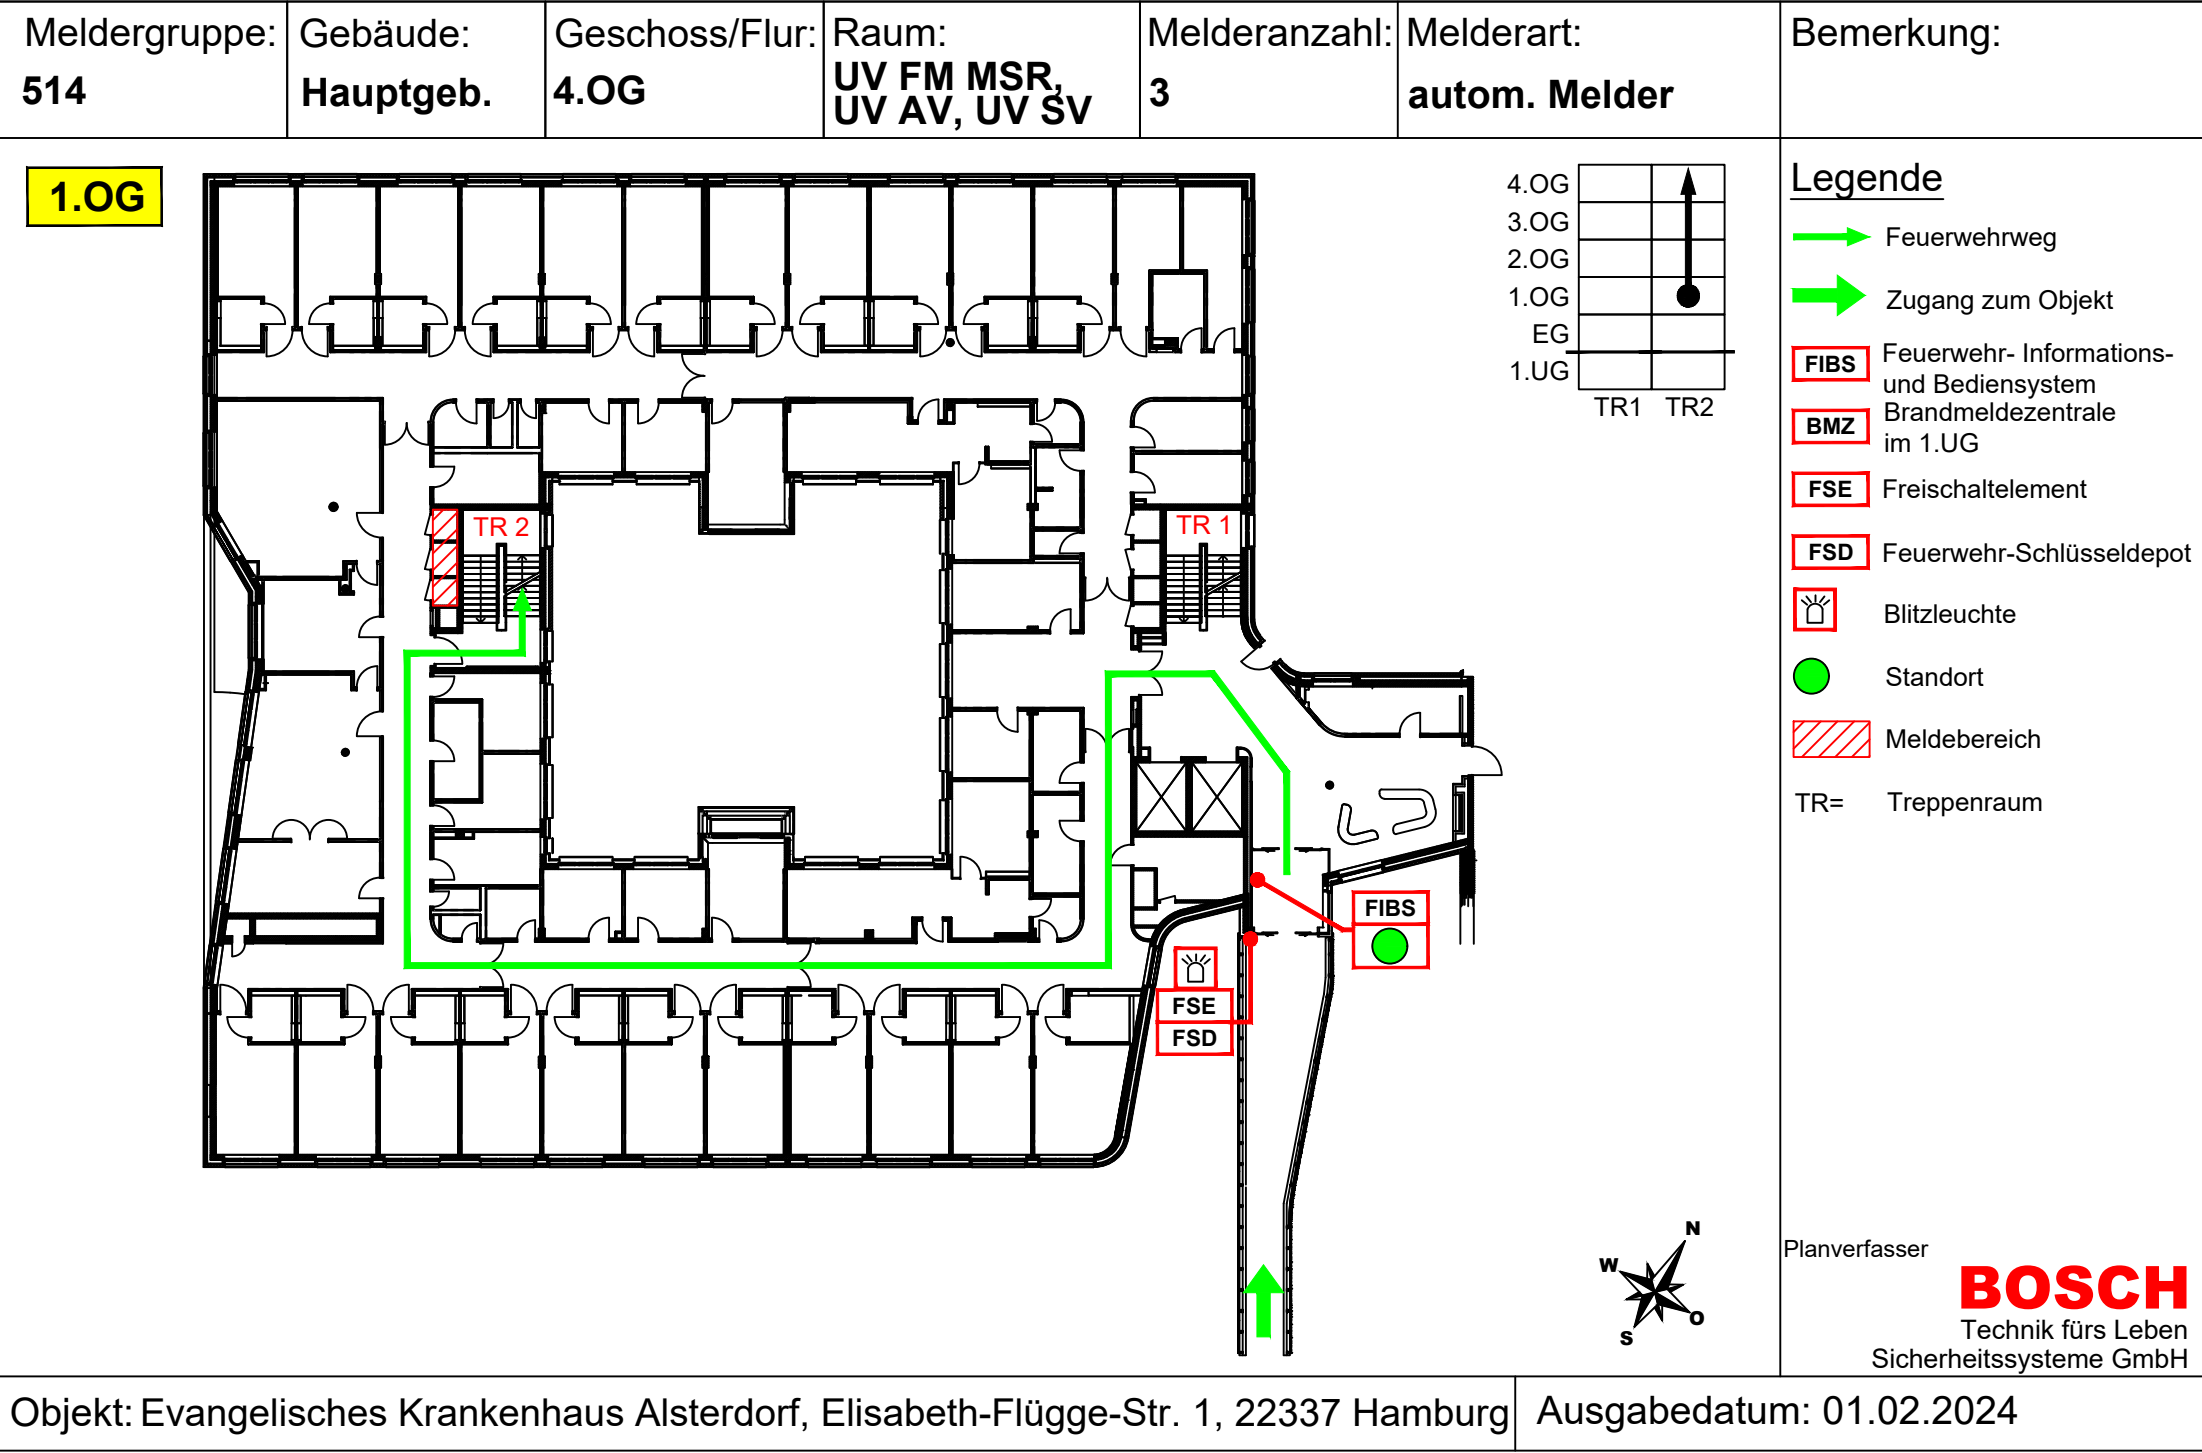 Meldergruppe:
514
Gebäude:
Hauptgeb.
Geschoss/Flur:
4.OG
Raum:
UV FM MSR,
UV AV, UV SV
Melderanzahl:
3
Melderart:
autom. Melder
Bemerkung:
1.OG
4.OG
3.OG
2.OG
1.OG
EG
1.UG
TR1 TR2
TR 2
TR 1
FIBS
FSE
FSD
Legende
Feuerwehrweg
Zugang zum Objekt
FIBS Feuerwehr- Informations-
und Bediensystem
BMZ Brandmeldezentrale
im 1.UG
FSE Freischaltelement
FSD Feuerwehr-Schlüsseldepot
Blitzleuchte
Standort
Meldebereich
TR= Treppenraum
N
W
O
S
Planverfasser
BOSCH
Technik fürs Leben
Sicherheitssysteme GmbH
Objekt: Evangelisches Krankenhaus Alsterdorf, Elisabeth-Flügge-Str. 1, 22337 Hamburg
Ausgabedatum: 01.02.2024